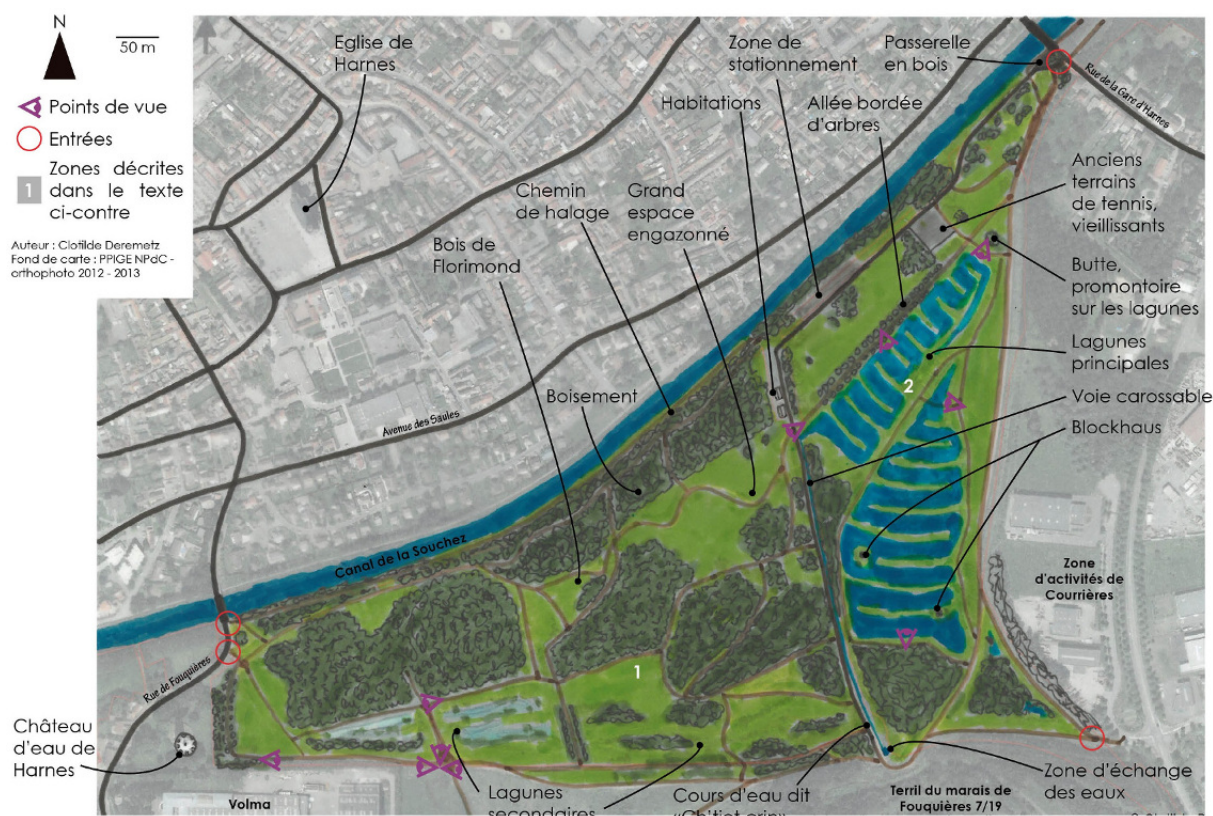 N
50 m
Points de vue
Entrées
1
Zones décrites
dans le texte
ci-contre
Auteur : Clotilde Deremetz
Fond de carte : PPIGE NPdC -
orthophoto 2012 - 2013
Eglise de
Harnes
Zone de
stationnement
Passerelle
en bois
Rue de la Gare d'Harnes
Habitations
Allée bordée
d'arbres
Chemin
de halage
Grand
espace
engazonné
Bois de
Florimond
Anciens
terrains
de tennis,
vieillissants
Butte,
promontoire
sur les lagunes
Lagunes
principales
2
Voie carossable
Blockhaus
Boisement
Avenue des Saules
Canal de la Souchez
Zone
d'activités de
Courrières
1
Rue de Fouquières
Château
d'eau de
Harnes
Volma
Lagunes
secondaires
Cours d'eau dit
Terril du marais de
Fouquières 7/19
Zone d'échange
des eaux